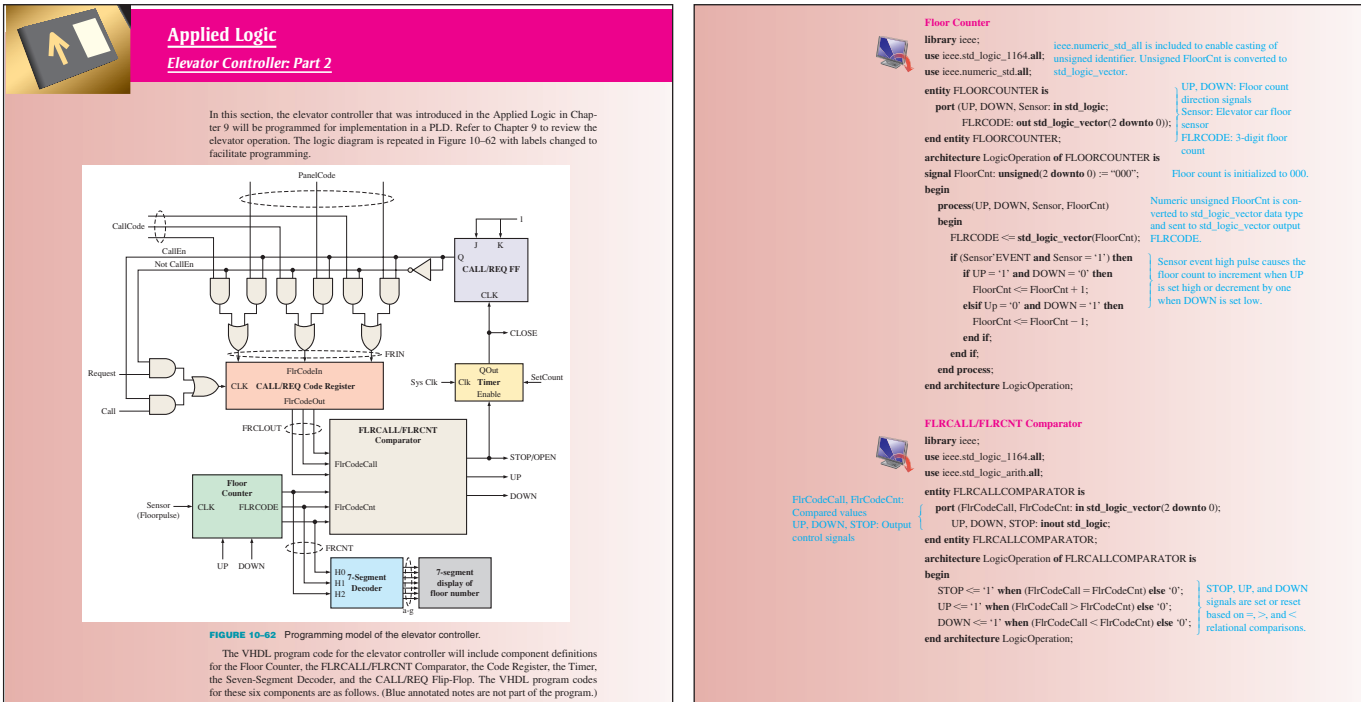 Applied Logic
Elevator Controller: Part 2
In this section, the elevator controller that was introduced in the Applied Logic in Chap-
ter 9 will be programmed for implementation in a PLD. Refer to Chapter 9 to review the
elevator operation. The logic diagram is repeated in Figure 10–62 with labels changed to
facilitate programming.
PanelCode
CallCode
CallEn
Not CallEn
1
J K
Q
CALL/REQ FF
CLK
CLOSE
FRIN
Request
Call
FlrCodeIn
CLK CALL/REQ Code Register
FlrCodeOut
Sys Clk
QOut
Clk Timer
Enable
SetCount
FRCLOUT
FLRCALL/FLRCNT
Comparator
FlrCodeCall
FlrCodeCnt
STOP/OPEN
UP
DOWN
Sensor
(Floorpulse)
Floor
Counter
CLK FLRCODE
UP DOWN
FRCNT
H0
H1
H2
7-Segment
Decoder
a-g
7-segment
display of
floor number
FIGURE 10–62 Programming model of the elevator controller.
The VHDL program code for the elevator controller will include component definitions
for the Floor Counter, the FLRCALL/FLRCNT Comparator, the Code Register, the Timer,
the Seven-Segment Decoder, and the CALL/REQ Flip-Flop. The VHDL program codes
for these six components are as follows. (Blue annotated notes are not part of the program.)
Floor Counter
library ieee;
use ieee.std_logic_1164.all;
use ieee.numeric_std.all;
ieee.numeric_std_all is included to enable casting of
unsigned identifier. Unsigned FloorCnt is converted to
std_logic_vector.
entity FLOORCOUNTER is
port (UP, DOWN, Sensor: in std_logic;
FLRCODE: out std_logic_vector(2 downto 0));
end entity FLOORCOUNTER;
UP, DOWN: Floor count
direction signals
Sensor: Elevator car floor
sensor
FLRCODE: 3-digit floor
count
architecture LogicOperation of FLOORCOUNTER is
signal FloorCnt: unsigned(2 downto 0) := “000”;
Floor count is initialized to 000.
begin
process(UP, DOWN, Sensor, FloorCnt)
begin
FLRCODE <= std_logic_vector(FloorCnt);
Numeric unsigned FloorCnt is con-
verted to std_logic_vector data type
and sent to std_logic_vector output
FLRCODE.
if (Sensor’EVENT and Sensor = ‘1’) then
if UP = ‘1’ and DOWN = ‘0’ then
FloorCnt <= FloorCnt + 1;
elsif Up = ‘0’ and DOWN = ‘1’ then
FloorCnt <= FloorCnt − 1;
end if;
end if;
end process;
end architecture LogicOperation;
Sensor event high pulse causes the
floor count to increment when UP
is set high or decrement by one
when DOWN is set low.
FLRCALL/FLRCNT Comparator
library ieee;
use ieee.std_logic_1164.all;
use ieee.std_logic_arith.all;
entity FLRCALLCOMPARATOR is
port (FlrCodeCall, FlrCodeCnt: in std_logic_vector(2 downto 0);
UP, DOWN, STOP: inout std_logic;
end entity FLRCALLCOMPARATOR;
FlrCodeCall, FlrCodeCnt:
Compared values
UP, DOWN, STOP: Output
control signals
architecture LogicOperation of FLRCALLCOMPARATOR is
begin
STOP <= ‘1’ when (FlrCodeCall = FlrCodeCnt) else ‘0’;
UP <= ‘1’ when (FlrCodeCall > FlrCodeCnt) else ‘0’;
DOWN <= ‘1’ when (FlrCodeCall < FlrCodeCnt) else ‘0’;
end architecture LogicOperation;
STOP, UP, and DOWN
signals are set or reset
based on =, >, and <
relational comparisons.